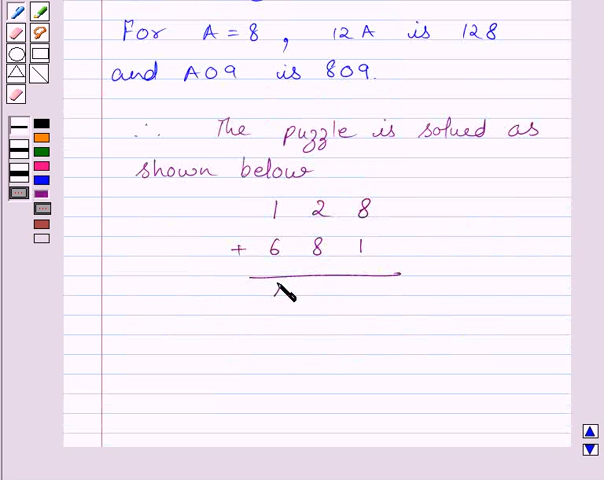 For A = 8 , 12A is 128
and A09 is 809.
∴ The puzzle is solved as
shown below
1 2 8
+ 6 8 1